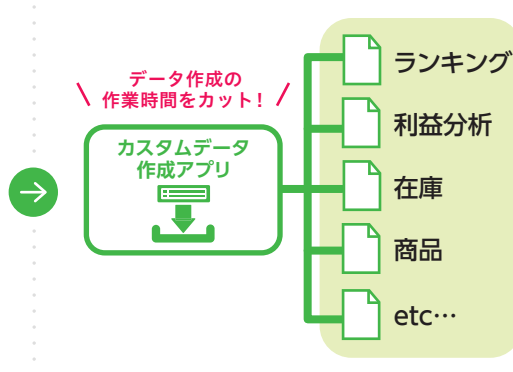 データ作成の
作業時間をカット！
カスタムデータ
作成アプリ
ランキング
利益分析
在庫
商品
etc…